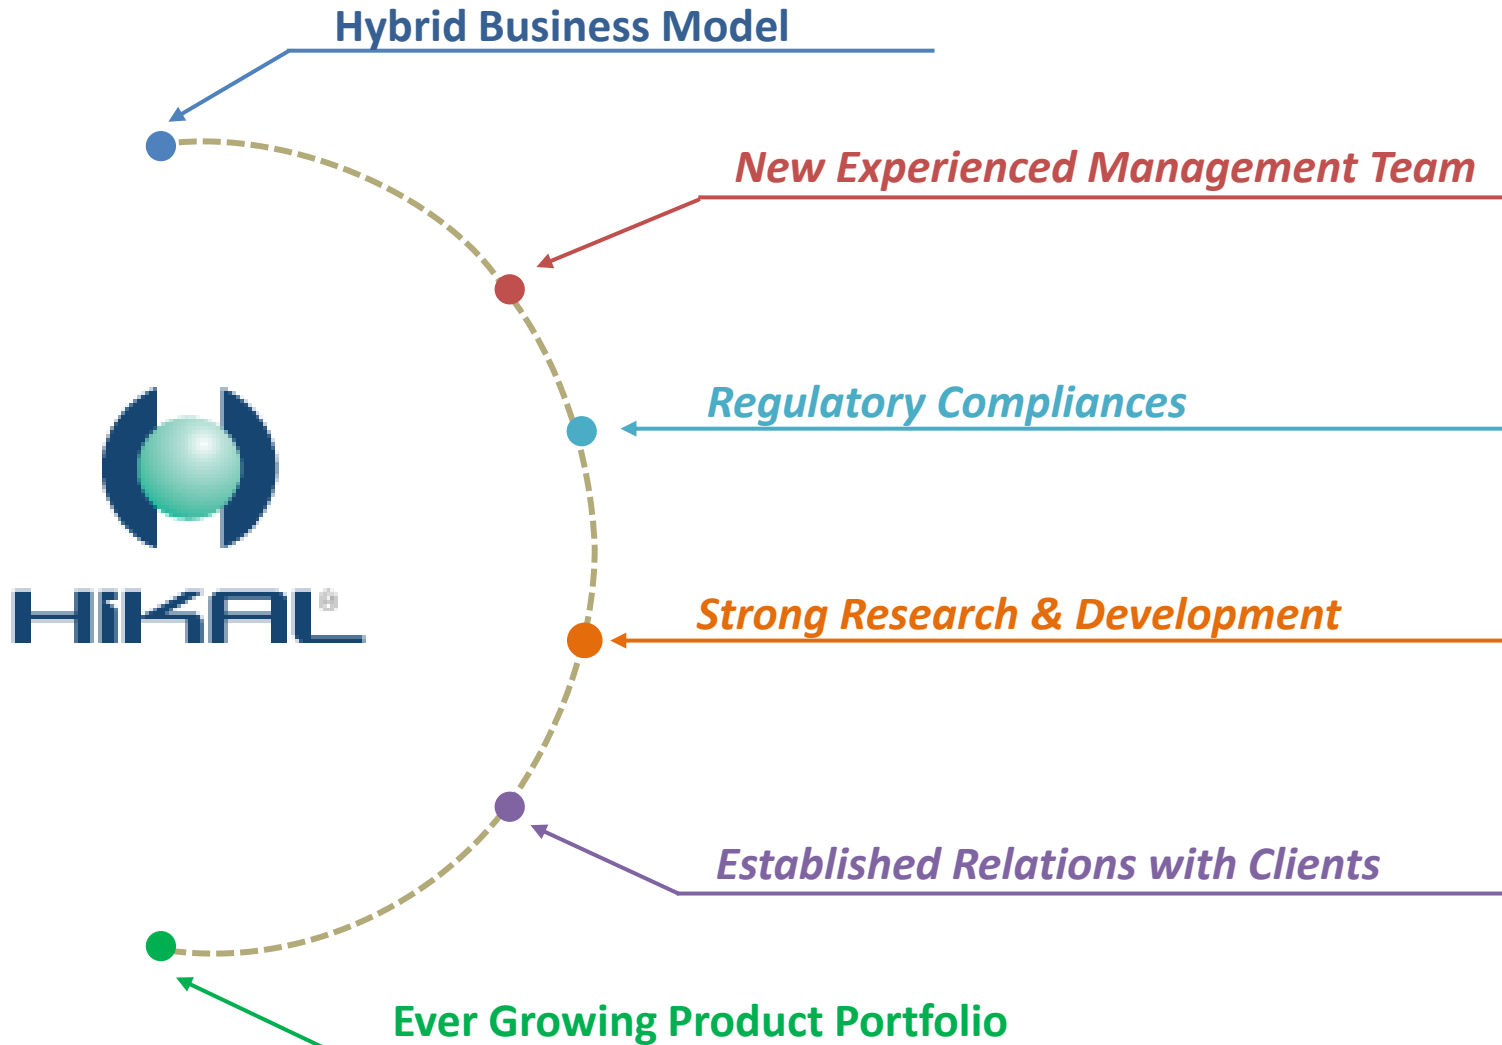 Hybrid Business Model
New Experienced Management Team
Regulatory Compliances
HiKAL®
Strong Research & Development
Established Relations with Clients
Ever Growing Product Portfolio